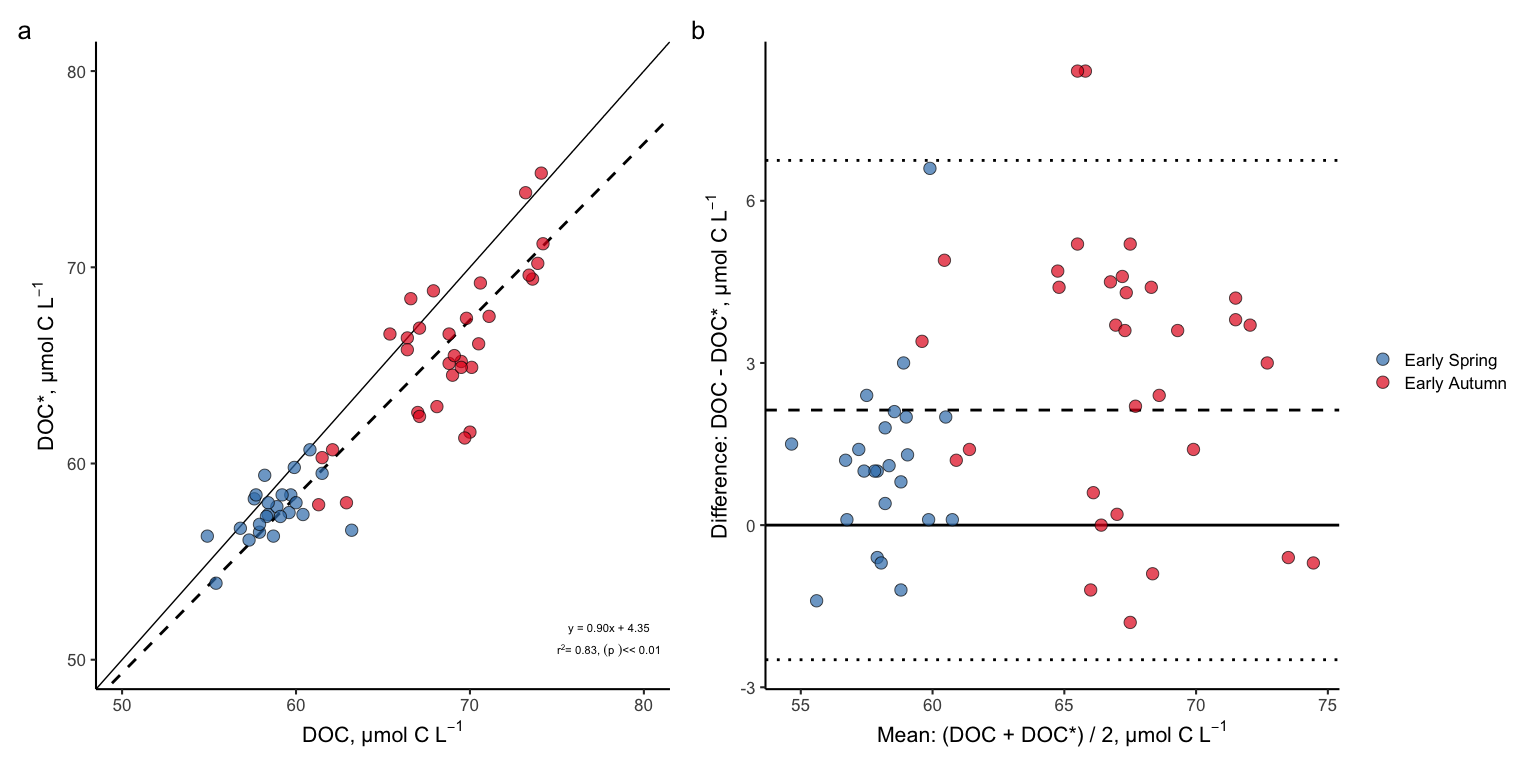 a
80
70
60
50
DOC*, µmol C L⁻¹
50 60 70 80
DOC, µmol C L⁻¹
y = 0.90x + 4.35
r²= 0.83, (p )<< 0.01
b
6
3
0
-3
Difference: DOC - DOC*, µmol C L⁻¹
55 60 65 70 75
Mean: (DOC + DOC*) / 2, µmol C L⁻¹
Early Spring
Early Autumn